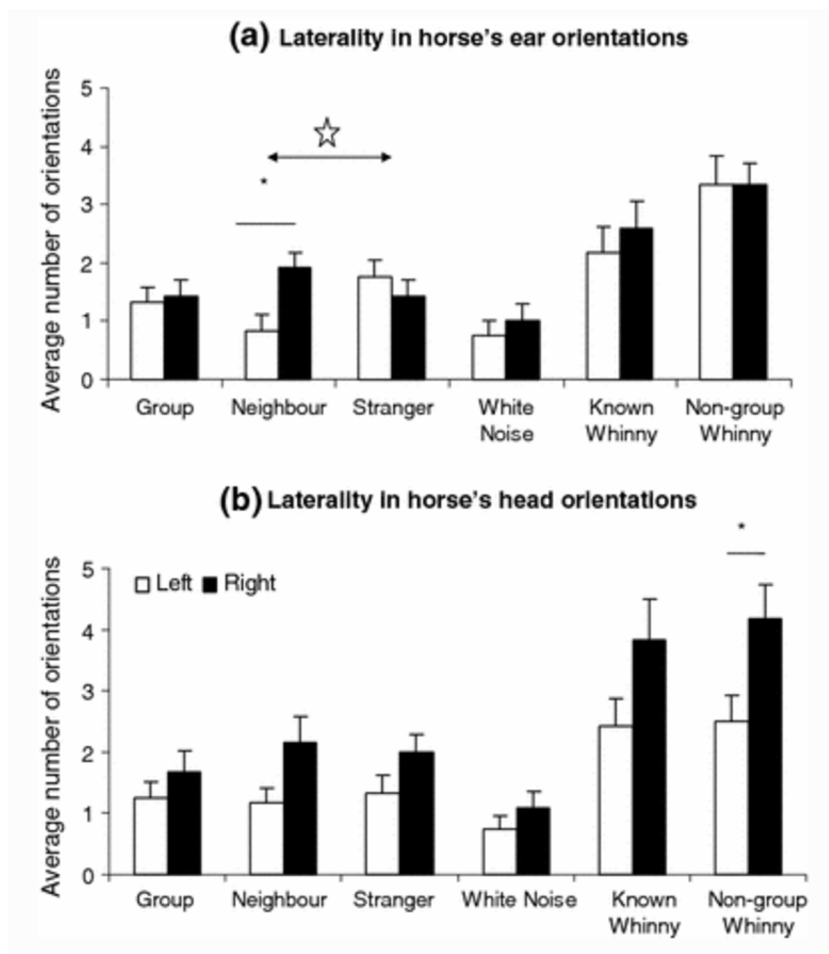 (a) Laterality in horse's ear orientations
Average number of orientations
5
4
3
2
1
0
*
Group
Neighbour
Stranger
White
Noise
Known
Whinny
Non-group
Whinny
(b) Laterality in horse's head orientations
Average number of orientations
5
4
3
2
1
0
Left
Right
*
Group
Neighbour
Stranger
White Noise
Known
Whinny
Non-group
Whinny